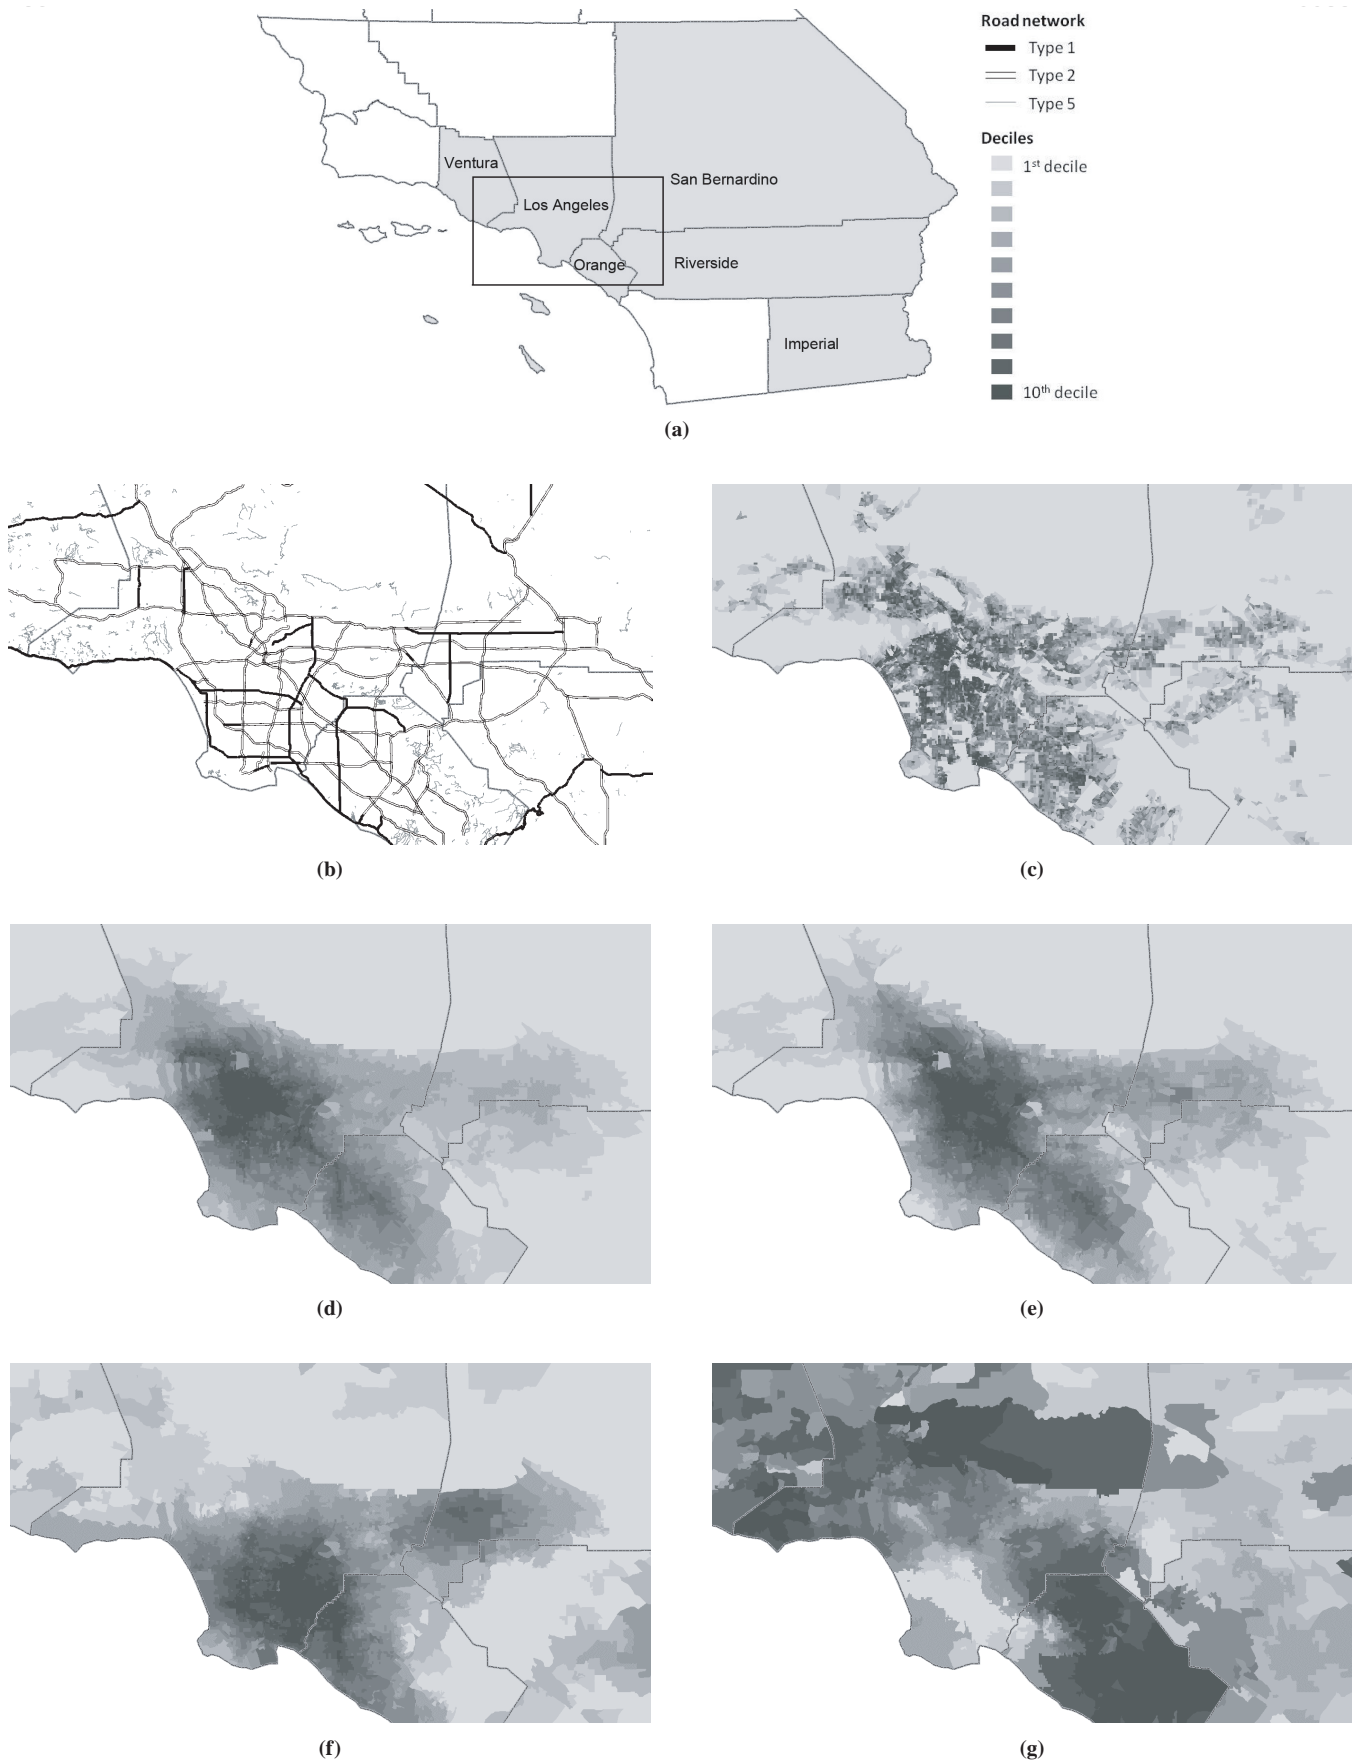 Road network
Type 1
Type 2
Type 5
Deciles
1st decile
10th decile
Ventura
San Bernardino
Los Angeles
Orange
Riverside
Imperial
(a)
(b)
(c)
(d)
(e)
(f)
(g)